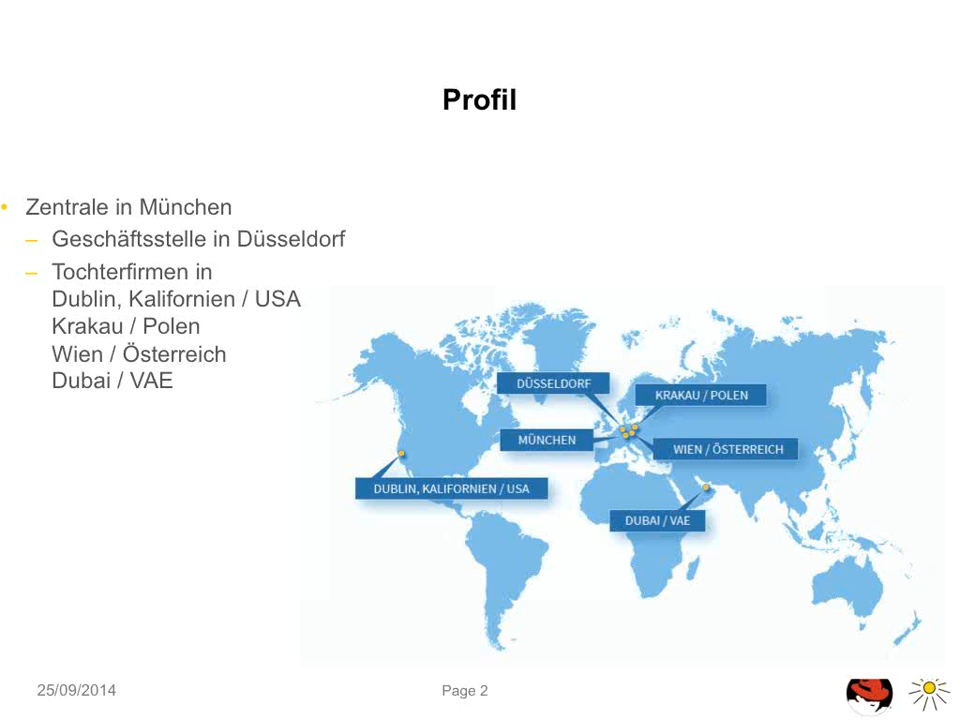 Profil
• Zentrale in München
– Geschäftsstelle in Düsseldorf
– Tochterfirmen in
Dublin, Kalifornien / USA
Krakau / Polen
Wien / Österreich
Dubai / VAE
DÜSSELDORF
KRAKAU / POLEN
MÜNCHEN
WIEN / ÖSTERREICH
DUBLIN, KALIFORNIEN / USA
DUBAI / VAE
25/09/2014
Page 2